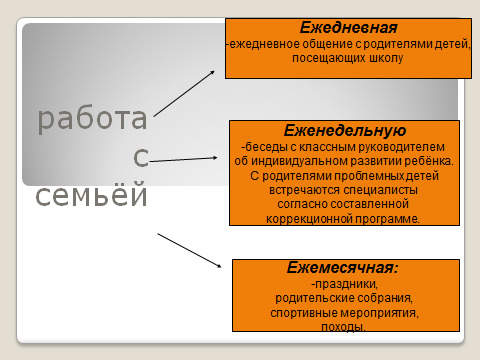 работа
с
семьёй
Ежедневная
-ежедневное общение с родителями детей,
посещающих школу
Еженедельную
-беседы с классным руководителем
об индивидуальном развитии ребёнка.
С родителями проблемных детей
встречаются специалисты
согласно составленной
коррекционной программе.
Ежемесячная:
-праздники,
родительские собрания,
спортивные мероприятия,
походы.